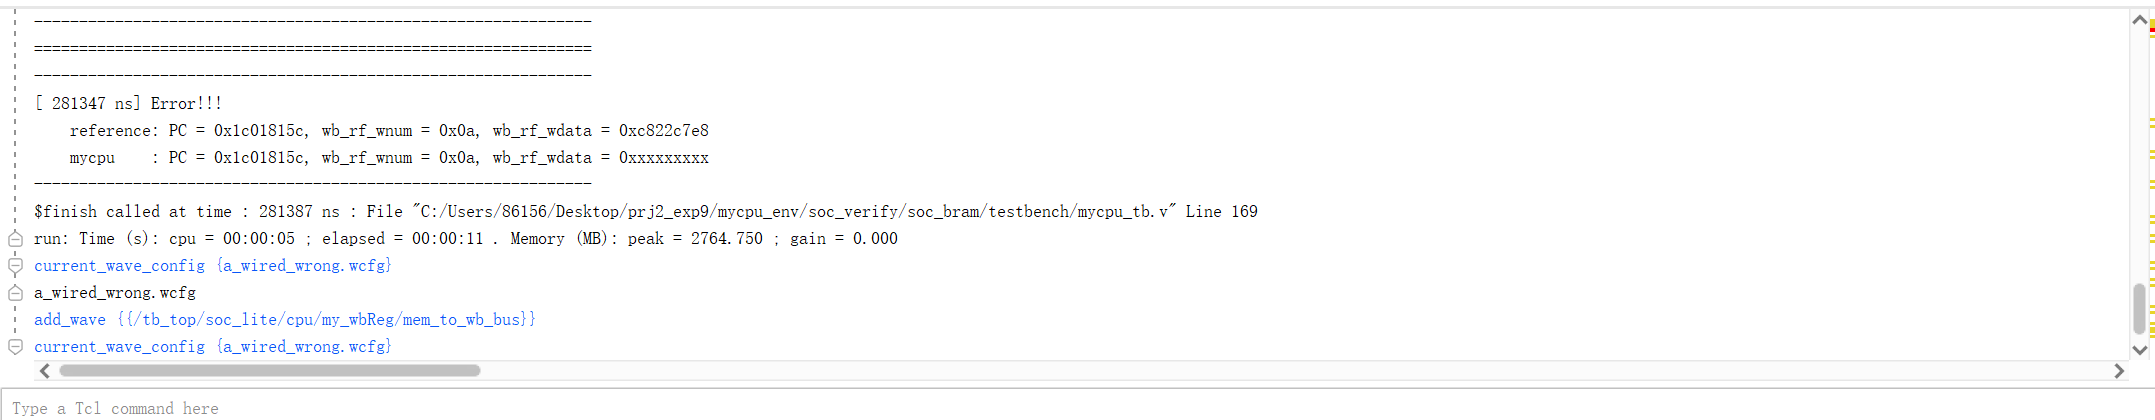 ---------------------------------------------------------------
===============================================================
---------------------------------------------------------------
[ 281347 ns] Error!!!
    reference: PC = 0x1c01815c, wb_rf_wnum = 0x0a, wb_rf_wdata = 0xc822c7e8
    mycpu    : PC = 0x1c01815c, wb_rf_wnum = 0x0a, wb_rf_wdata = 0xxxxxxxxx
---------------------------------------------------------------
$finish called at time : 281387 ns : File "C:/Users/86156/Desktop/prj2_exp9/mycpu_env/soc_verify/soc_bram/testbench/mycpu_tb.v" Line 169
run: Time (s): cpu = 00:00:05 ; elapsed = 00:00:11 . Memory (MB): peak = 2764.750 ; gain = 0.000
current_wave_config {a_wired_wrong.wcfg}
a_wired_wrong.wcfg
add_wave {{/tb_top/soc_lite/cpu/my_wbReg/mem_to_wb_bus}}
current_wave_config {a_wired_wrong.wcfg}
Type a Tcl command here